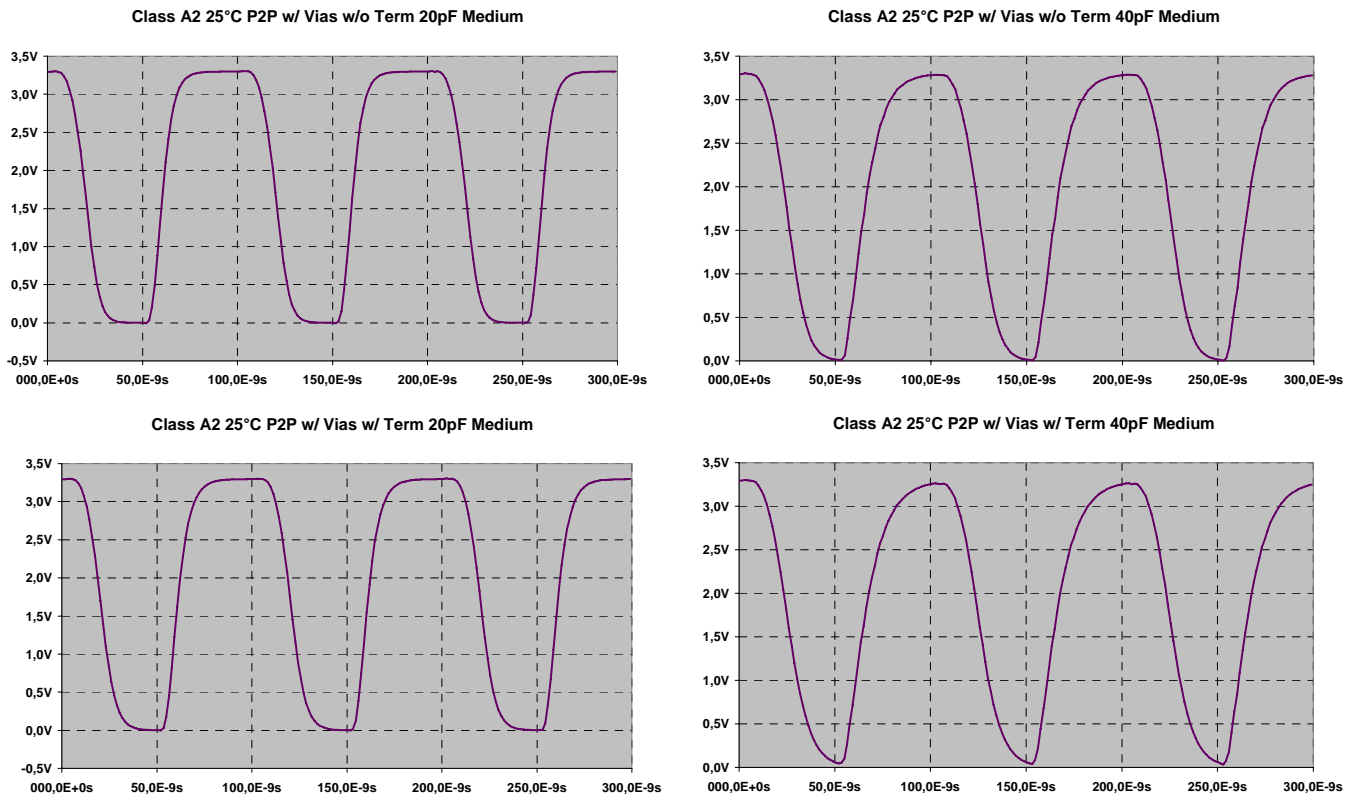 Class A2 25°C P2P w/ Vias w/o Term 20pF Medium
3,5V
3,0V
2,5V
2,0V
1,5V
1,0V
0,5V
0,0V
-0,5V
000,0E+0s 50,0E-9s 100,0E-9s 150,0E-9s 200,0E-9s 250,0E-9s 300,0E-9s
Class A2 25°C P2P w/ Vias w/o Term 40pF Medium
3,5V
3,0V
2,5V
2,0V
1,5V
1,0V
0,5V
0,0V
000,0E+0s 50,0E-9s 100,0E-9s 150,0E-9s 200,0E-9s 250,0E-9s 300,0E-9s
Class A2 25°C P2P w/ Vias w/ Term 20pF Medium
3,5V
3,0V
2,5V
2,0V
1,5V
1,0V
0,5V
0,0V
-0,5V
000,0E+0s 50,0E-9s 100,0E-9s 150,0E-9s 200,0E-9s 250,0E-9s 300,0E-9s
Class A2 25°C P2P w/ Vias w/ Term 40pF Medium
3,5V
3,0V
2,5V
2,0V
1,5V
1,0V
0,5V
0,0V
000,0E+0s 50,0E-9s 100,0E-9s 150,0E-9s 200,0E-9s 250,0E-9s 300,0E-9s